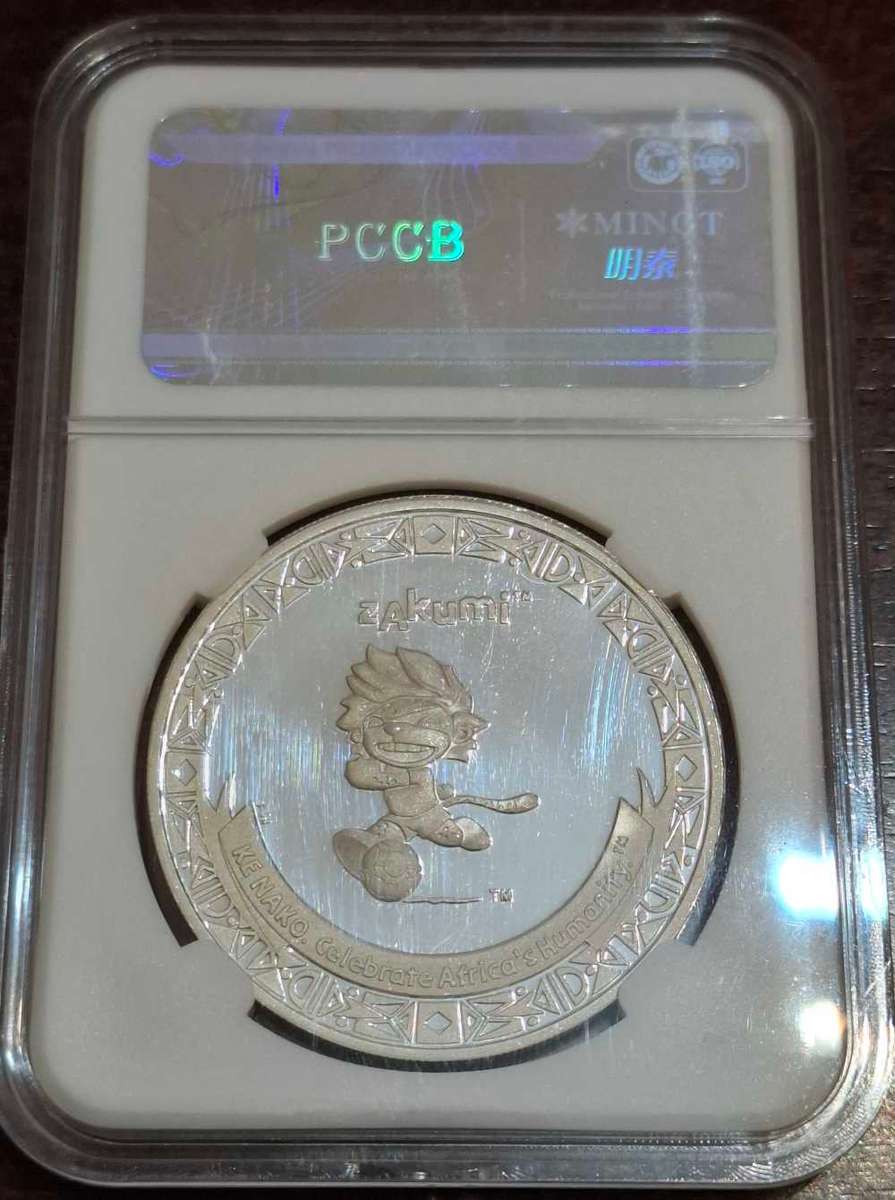 PCCB
MINGT
明泰
ZAKumi™
TM
KE NAKO. Celebrate Africa's Humanity.™